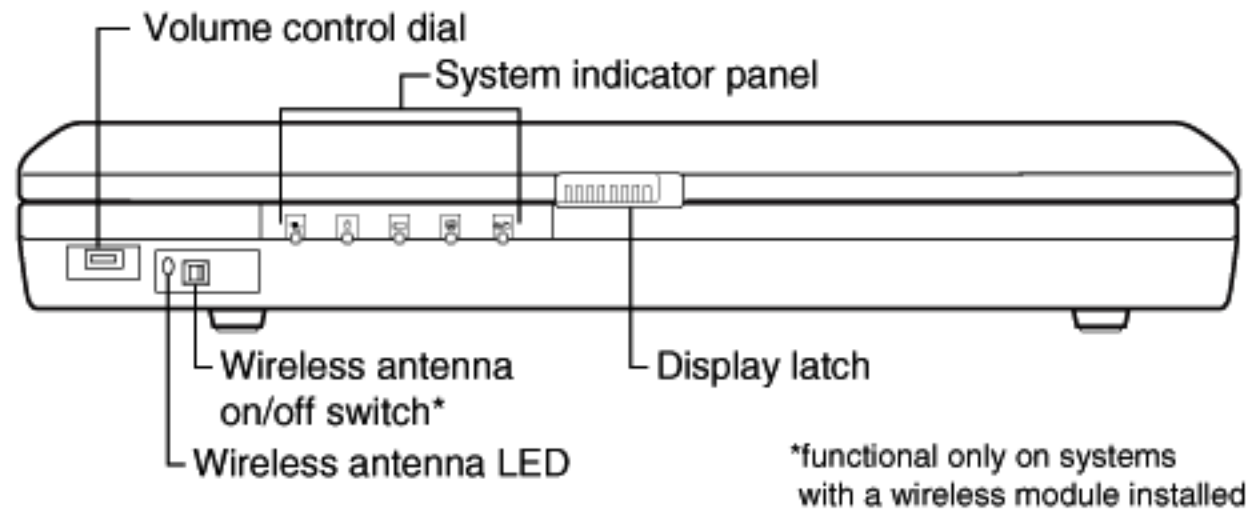 Volume control dial
System indicator panel
Wireless antenna
on/off switch*
Display latch
Wireless antenna LED
*functional only on systems
with a wireless module installed